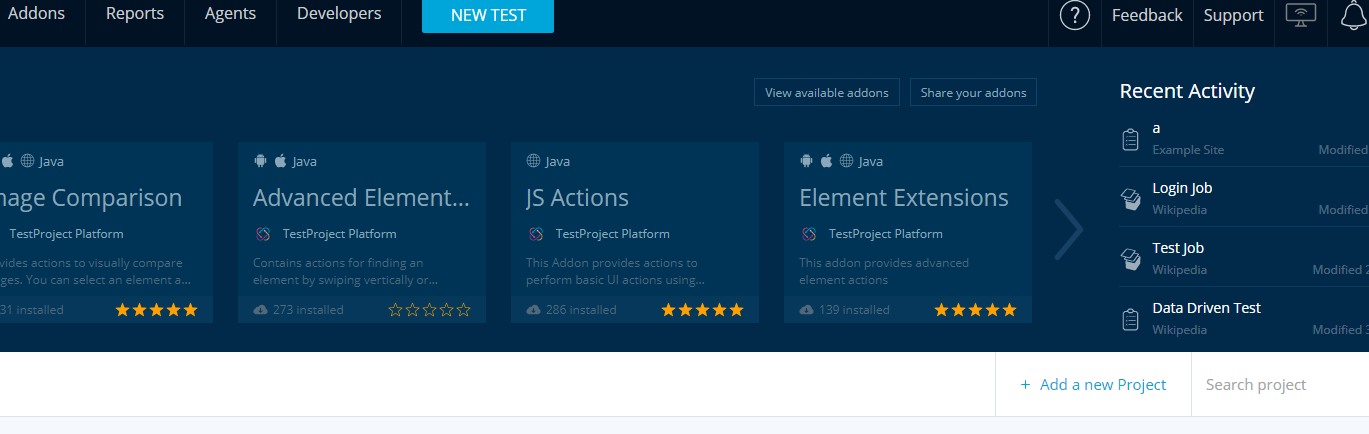 Addons
Reports
Agents
Developers
NEW TEST
Feedback
Support
View available addons
Share your addons
Java
nage Comparison
TestProject Platform
vides actions to visually compare
ges. You can select an element a...
31 installed
Java
Advanced Element...
TestProject Platform
Contains actions for finding an
element by swiping vertically or...
273 installed
Java
JS Actions
TestProject Platform
This Addon provides actions to
perform basic UI actions using...
286 installed
Java
Element Extensions
TestProject Platform
This addon provides advanced
element actions
139 installed
Recent Activity
a
Example Site
Modified
Login Job
Wikipedia
Modified
Test Job
Wikipedia
Modified 2
Data Driven Test
Wikipedia
Modified 3
+ Add a new Project
Search project